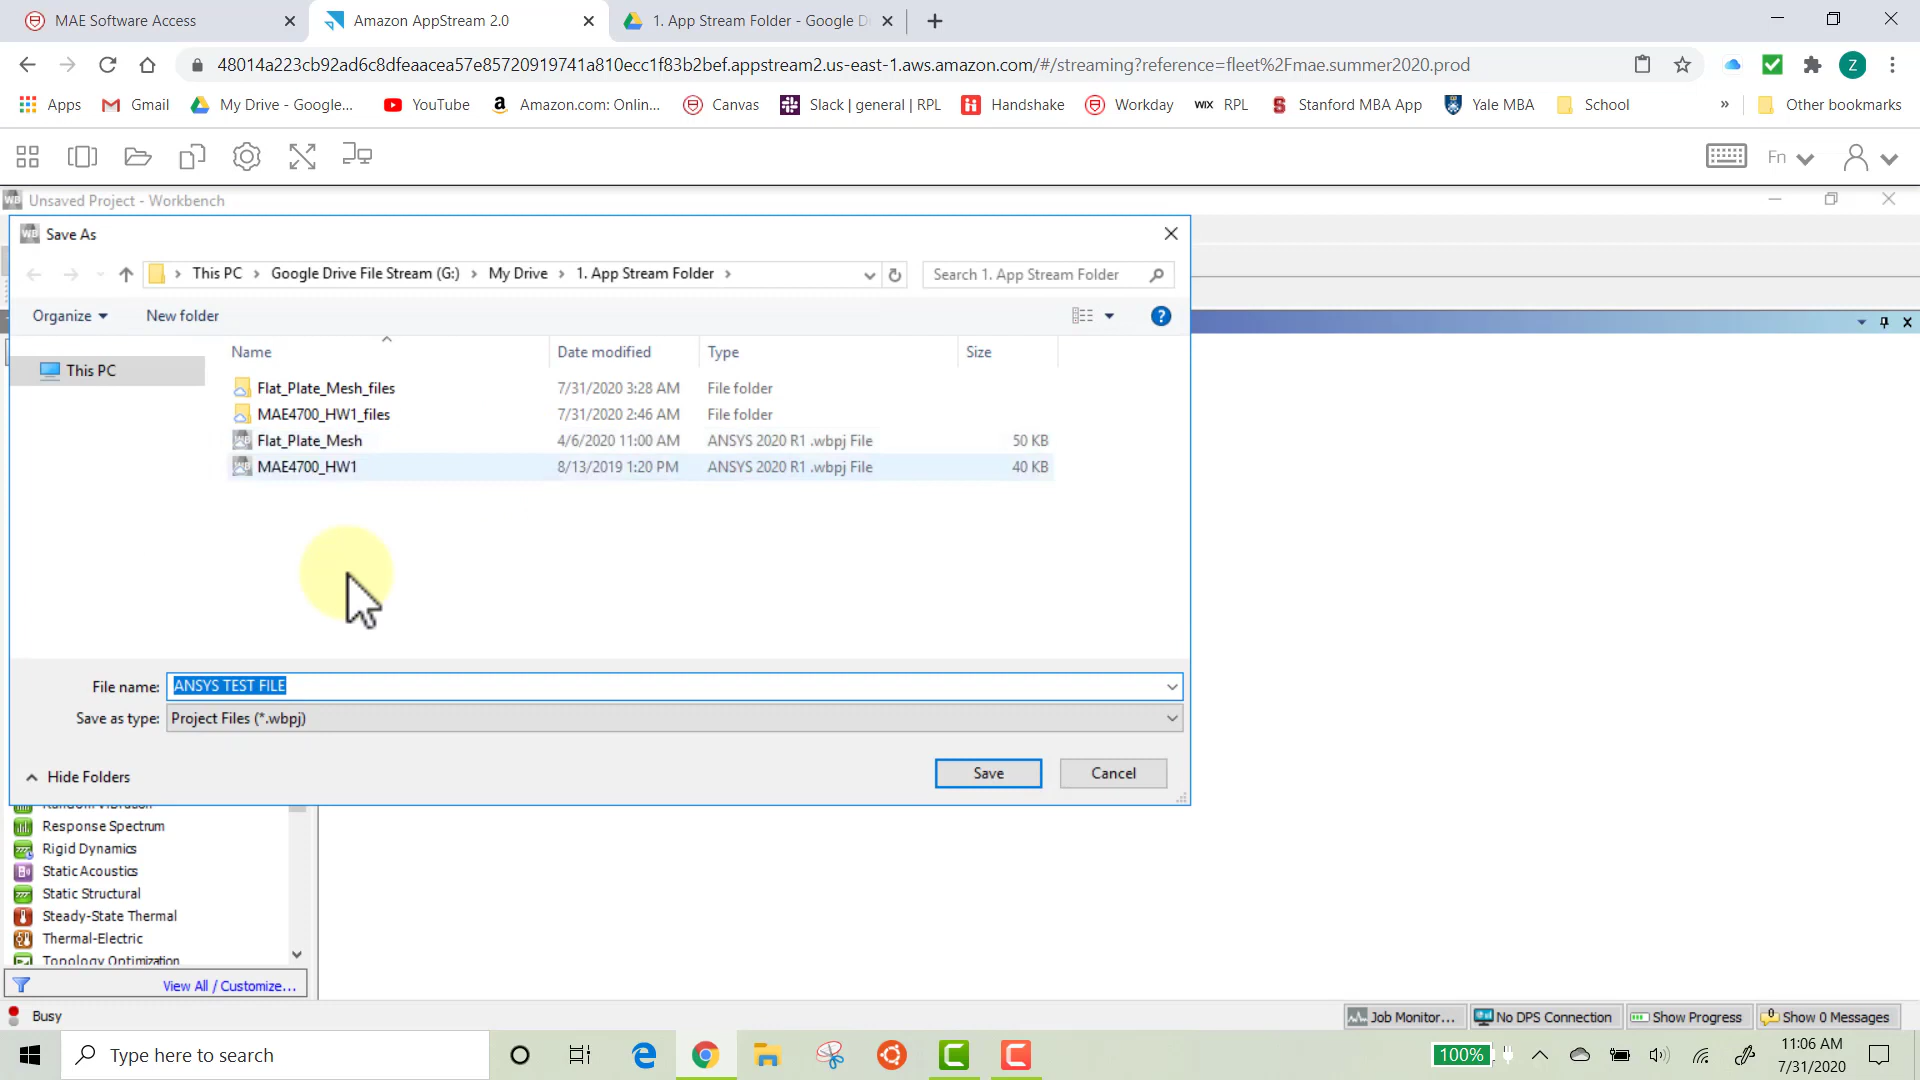 MAE Software Access
Amazon AppStream 2.0
1. App Stream Folder - Google D
48014a223cb92ad6c8dfeaacea57e85720919741a810ecc1f83b2bef.appstream2.us-east-1.aws.amazon.com/#/streaming?reference=fleet%2Fmae.summer2020.prod
Z
Apps
Gmail
My Drive - Google...
YouTube
Amazon.com: Onlin...
Canvas
Slack | general | RPL
Handshake
Workday
WIX RPL
Stanford MBA App
Yale MBA
School
»
Other bookmarks
Fn
Unsaved Project - Workbench
Save As
This PC > Google Drive File Stream (G:) > My Drive > 1. App Stream Folder >
Search 1. App Stream Folder
Organize
New folder
?
This PC
Name Date modified Type Size
Flat_Plate_Mesh_files 7/31/2020 3:28 AM File folder
MAE4700_HW1_files 7/31/2020 2:46 AM File folder
Flat_Plate_Mesh 4/6/2020 11:00 AM ANSYS 2020 R1 .wbpj File 50 KB
MAE4700_HW1 8/13/2019 1:20 PM ANSYS 2020 R1 .wbpj File 40 KB
File name: ANSYS TEST FILE
Save as type: Project Files (*.wbpj)
Hide Folders
Save
Cancel
Random Vibration
Response Spectrum
Rigid Dynamics
Static Acoustics
Static Structural
Steady-State Thermal
Thermal-Electric
Topology Optimization
View All / Customize...
Busy
Job Monitor...
No DPS Connection
Show Progress
Show 0 Messages
Type here to search
100%
11:06 AM
7/31/2020